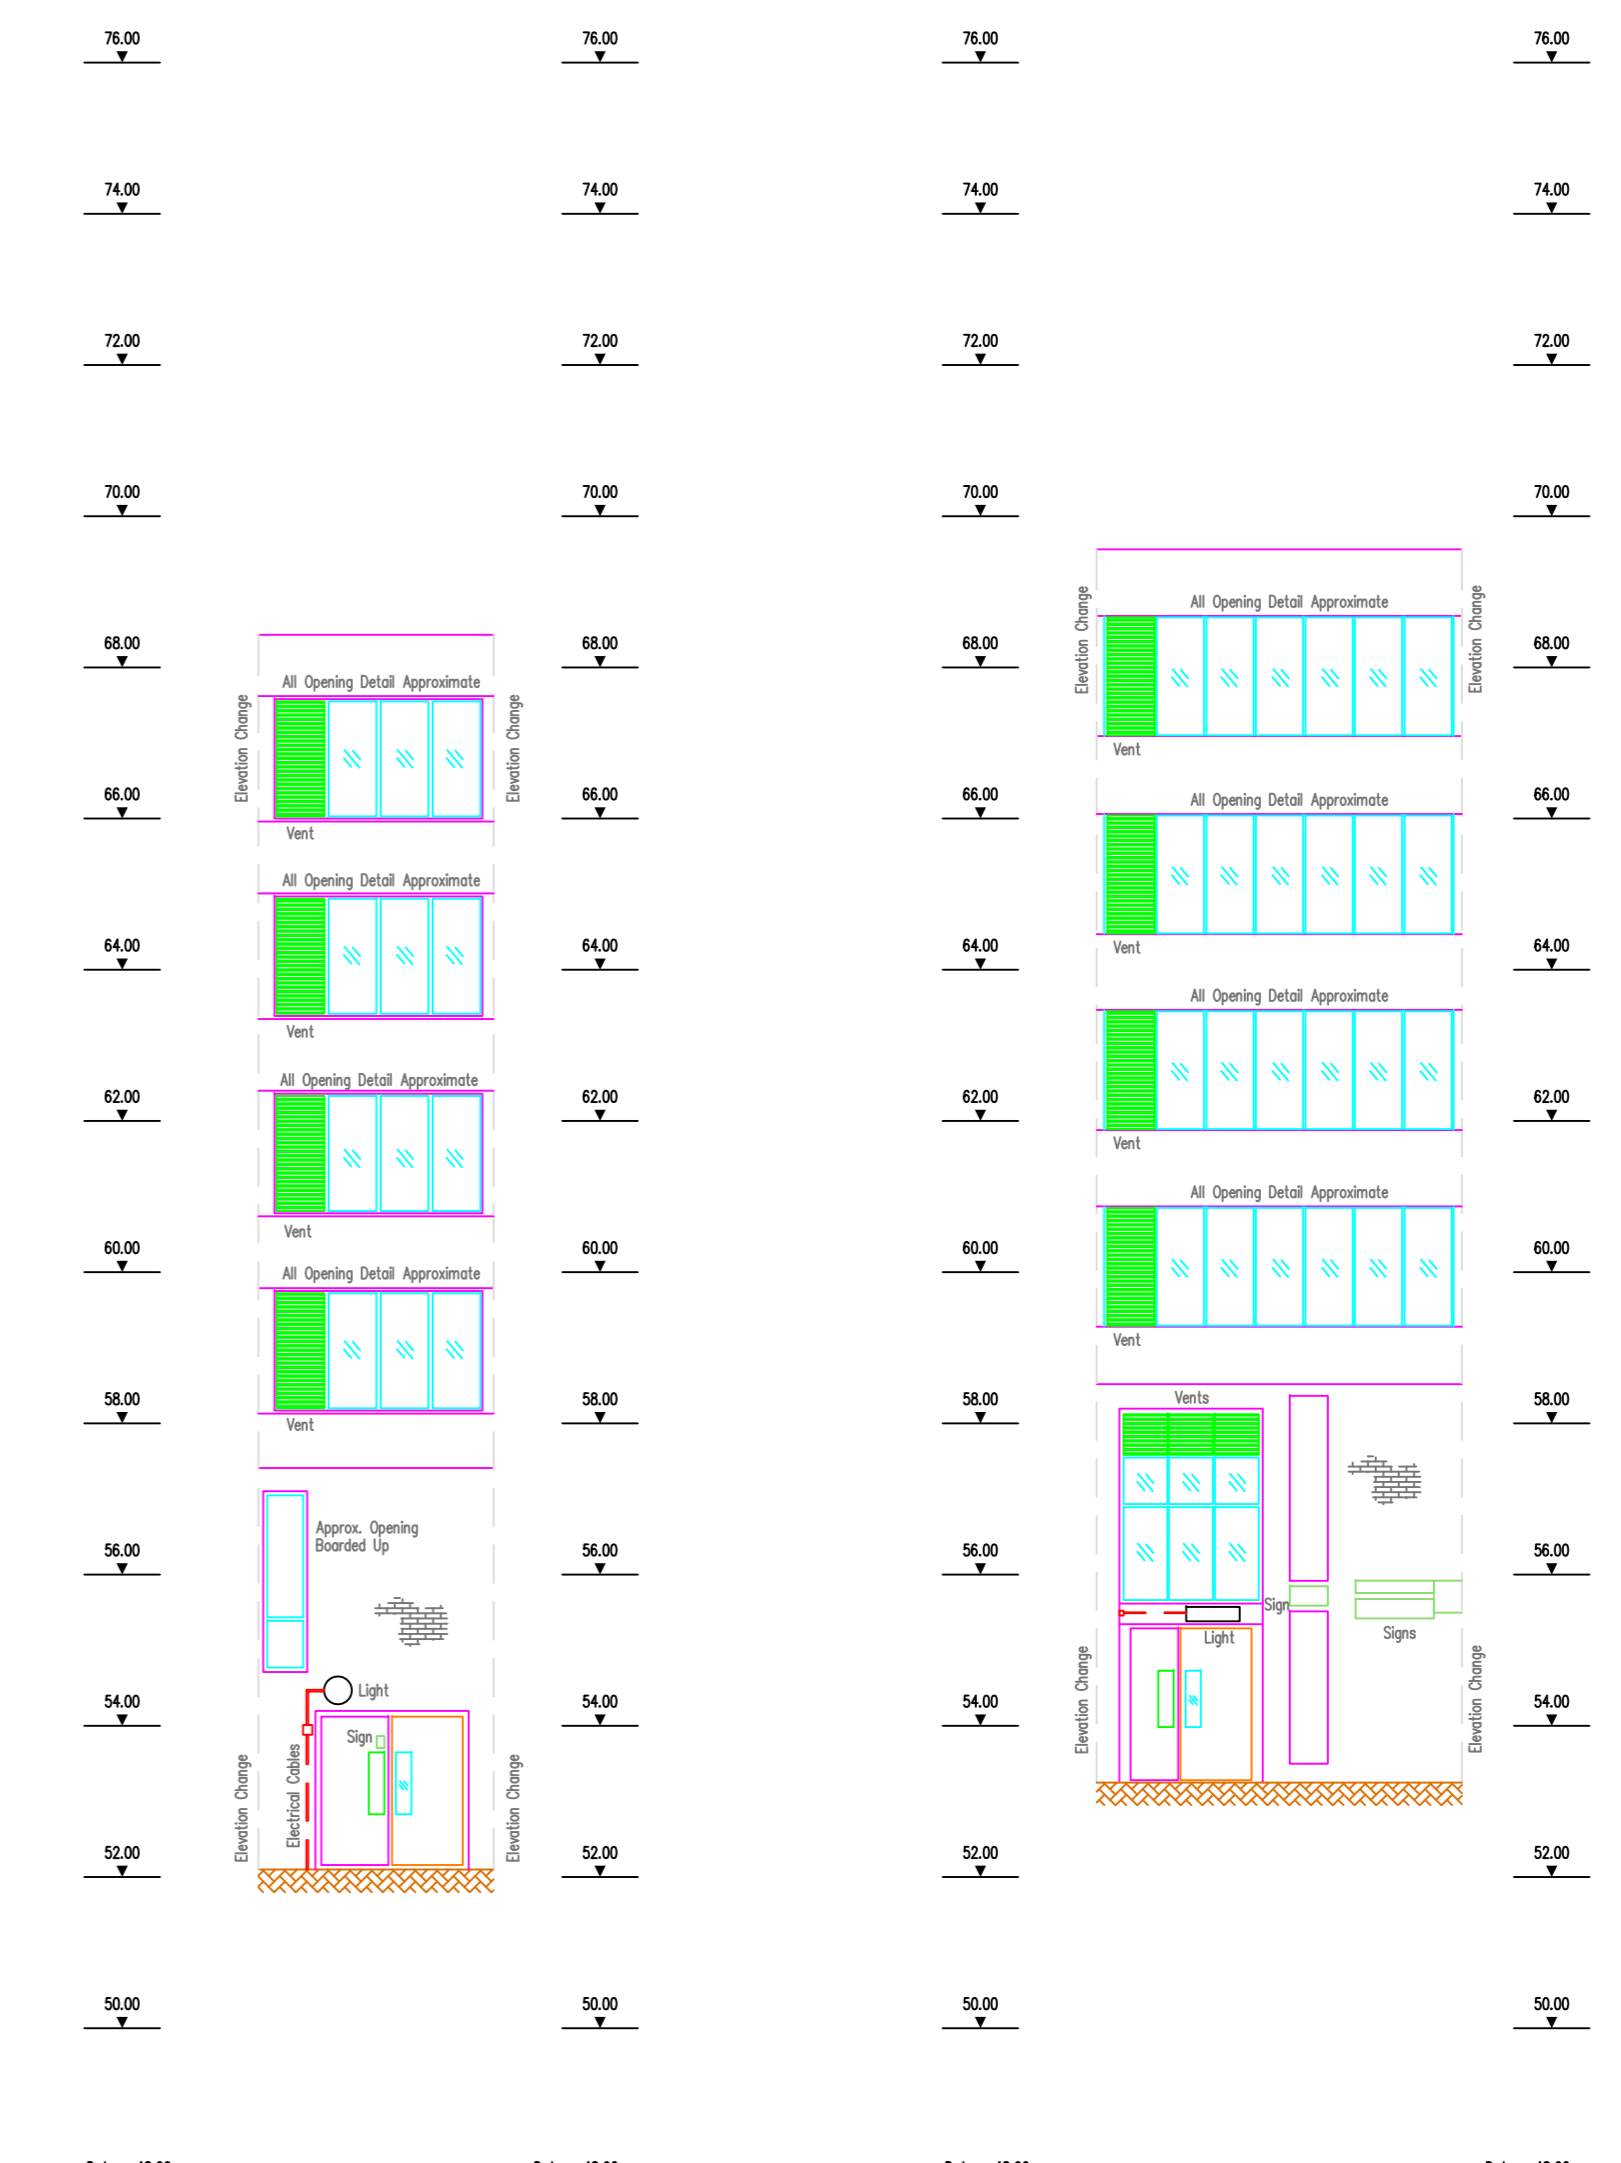 76.00 76.00 76.00 76.00
74.00 74.00 74.00 74.00
72.00 72.00 72.00 72.00
70.00 70.00 70.00 70.00
All Opening Detail Approximate
Elevation Change
Elevation Change
68.00 68.00 68.00 68.00
All Opening Detail Approximate
Elevation Change
Elevation Change
Vent
66.00 66.00 66.00 66.00
All Opening Detail Approximate
Vent
All Opening Detail Approximate
64.00 64.00 64.00 64.00
Vent
All Opening Detail Approximate
Vent
All Opening Detail Approximate
62.00 62.00 62.00 62.00
Vent
All Opening Detail Approximate
Vent
60.00 60.00 60.00 60.00
All Opening Detail Approximate
Vent
58.00 58.00 58.00 58.00
Vents
Vent
Approx. Opening
Boarded Up
56.00 56.00 56.00 56.00
Sign
Signs
Light
Elevation Change
Elevation Change
Light
54.00 54.00 54.00 54.00
Sign
Electrical Cables
Elevation Change
Elevation Change
52.00 52.00 52.00 52.00
50.00 50.00 50.00 50.00